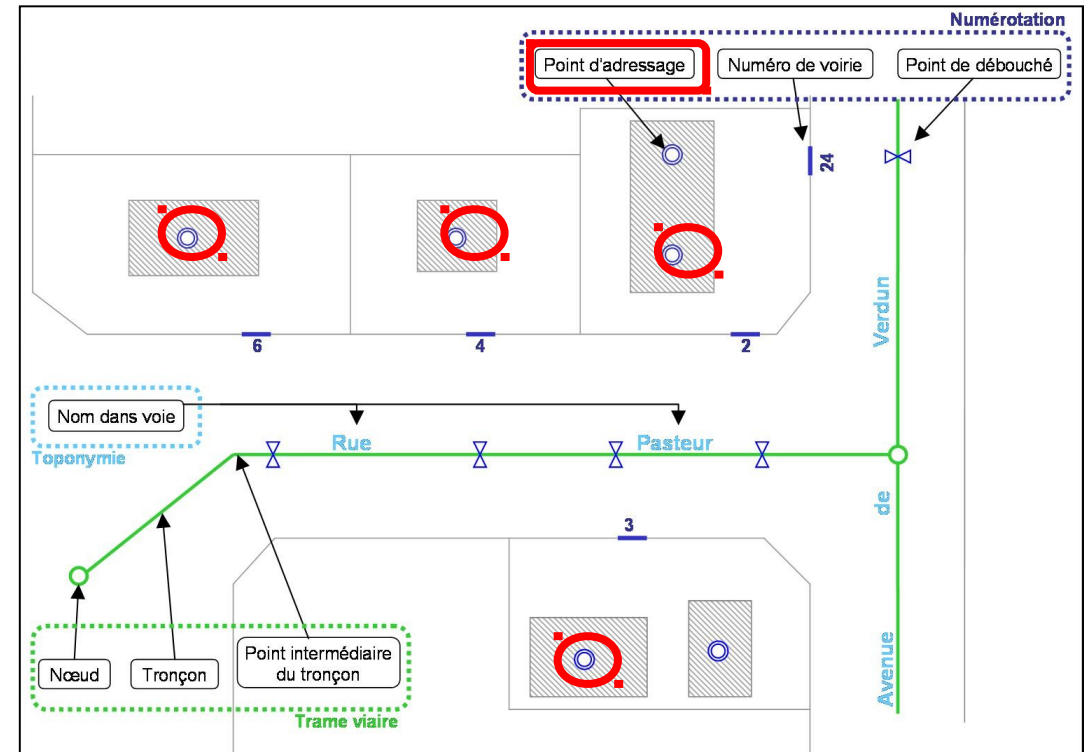 Numérotation
Point d'adressage
Numéro de voirie
Point de débouché
24
Verdun
6
4
2
Nom dans voie
Toponymie
Rue
Pasteur
de
3
Avenue
Nœud
Tronçon
Point intermédiaire
du tronçon
Trame viaire